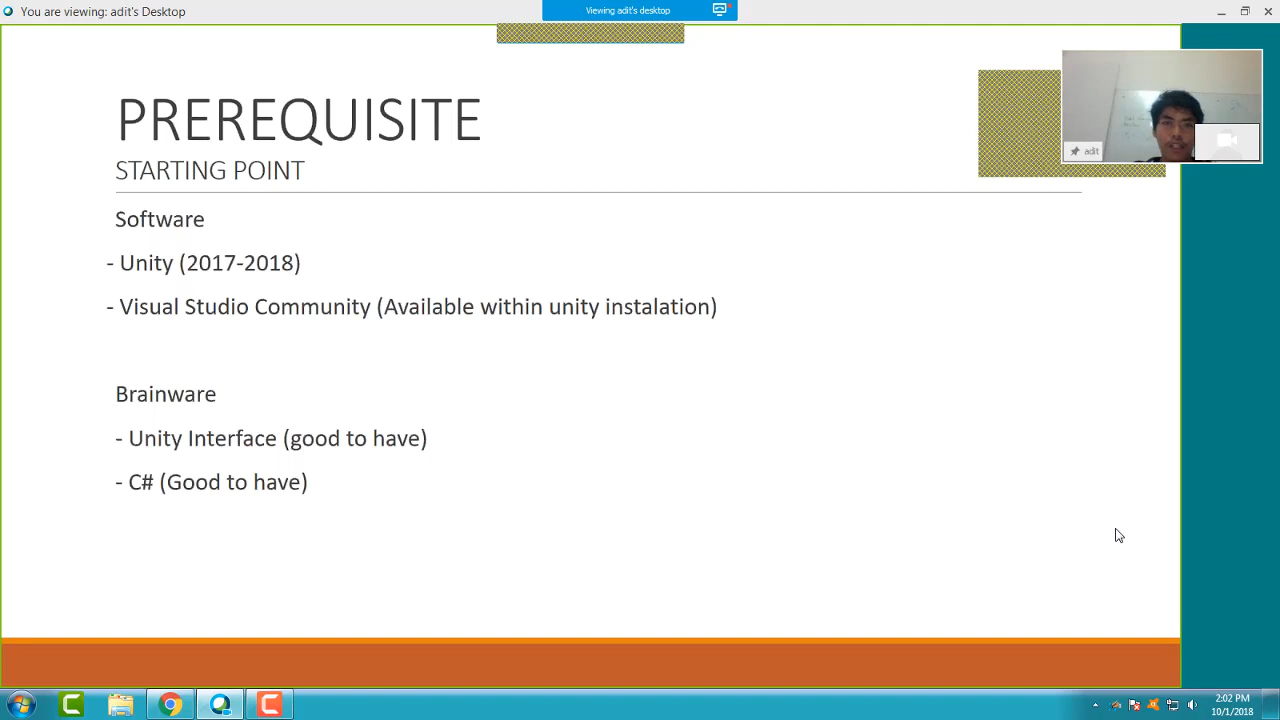 You are viewing: adit's Desktop
Viewing adit's desktop
PREREQUISITE
STARTING POINT
adit
Software
- Unity (2017-2018)
- Visual Studio Community (Available within unity instalation)
Brainware
- Unity Interface (good to have)
- C# (Good to have)
2:02 PM
10/1/2018